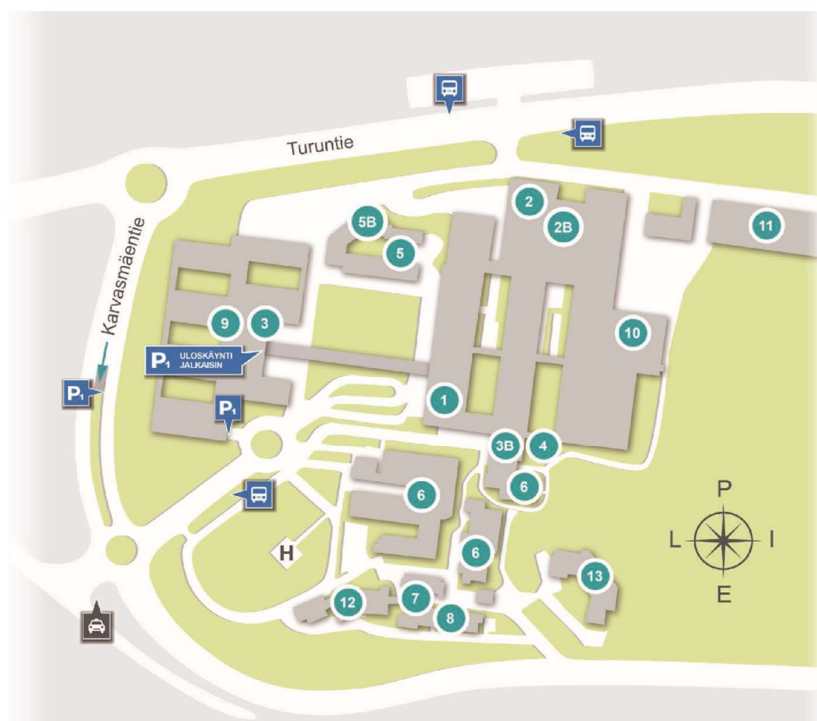 Turuntie
Karvasmäentie
2
2B
11
5B
5
9
3
10
P1 ULOSKÄYNTI
JALKAISIN
P1
P1
1
3B
4
6
6
6
H
P
L
I
E
13
12
7
8